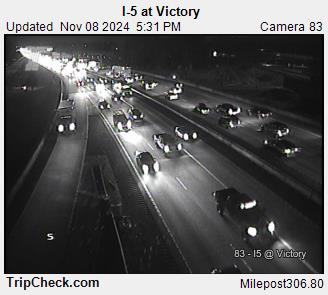 I-5 at Victory
Updated Nov 08 2024 5:31 PM Camera 83
S
83 - I5 @ Victory
TripCheck.com Milepost306.80